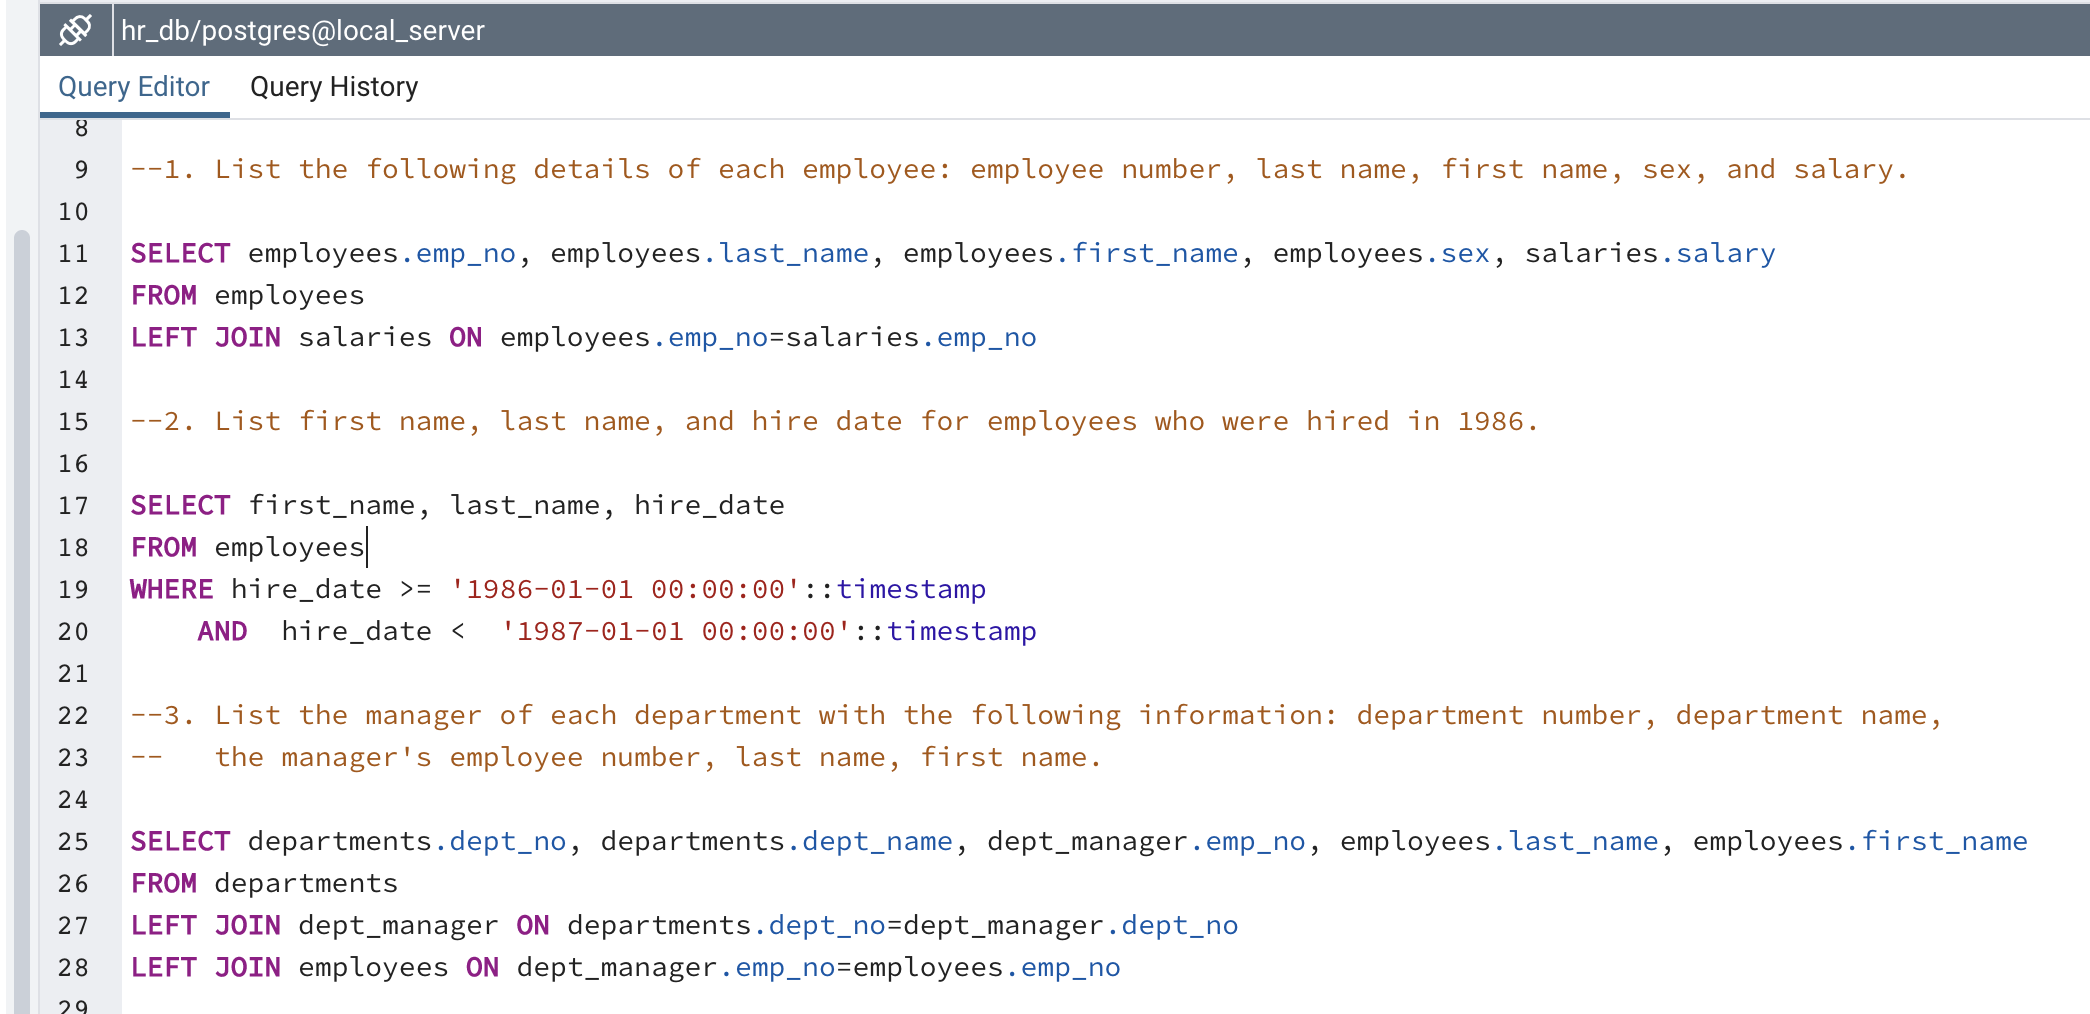 hr_db/postgres@local_server
Query Editor Query History
8
9 --1. List the following details of each employee: employee number, last name, first name, sex, and salary.
10
11 SELECT employees.emp_no, employees.last_name, employees.first_name, employees.sex, salaries.salary
12 FROM employees
13 LEFT JOIN salaries ON employees.emp_no=salaries.emp_no
14
15 --2. List first name, last name, and hire date for employees who were hired in 1986.
16
17 SELECT first_name, last_name, hire_date
18 FROM employees
19 WHERE hire_date >= '1986-01-01 00:00:00'::timestamp
20     AND  hire_date <  '1987-01-01 00:00:00'::timestamp
21
22 --3. List the manager of each department with the following information: department number, department name,
23 --   the manager's employee number, last name, first name.
24
25 SELECT departments.dept_no, departments.dept_name, dept_manager.emp_no, employees.last_name, employees.first_name
26 FROM departments
27 LEFT JOIN dept_manager ON departments.dept_no=dept_manager.dept_no
28 LEFT JOIN employees ON dept_manager.emp_no=employees.emp_no
29